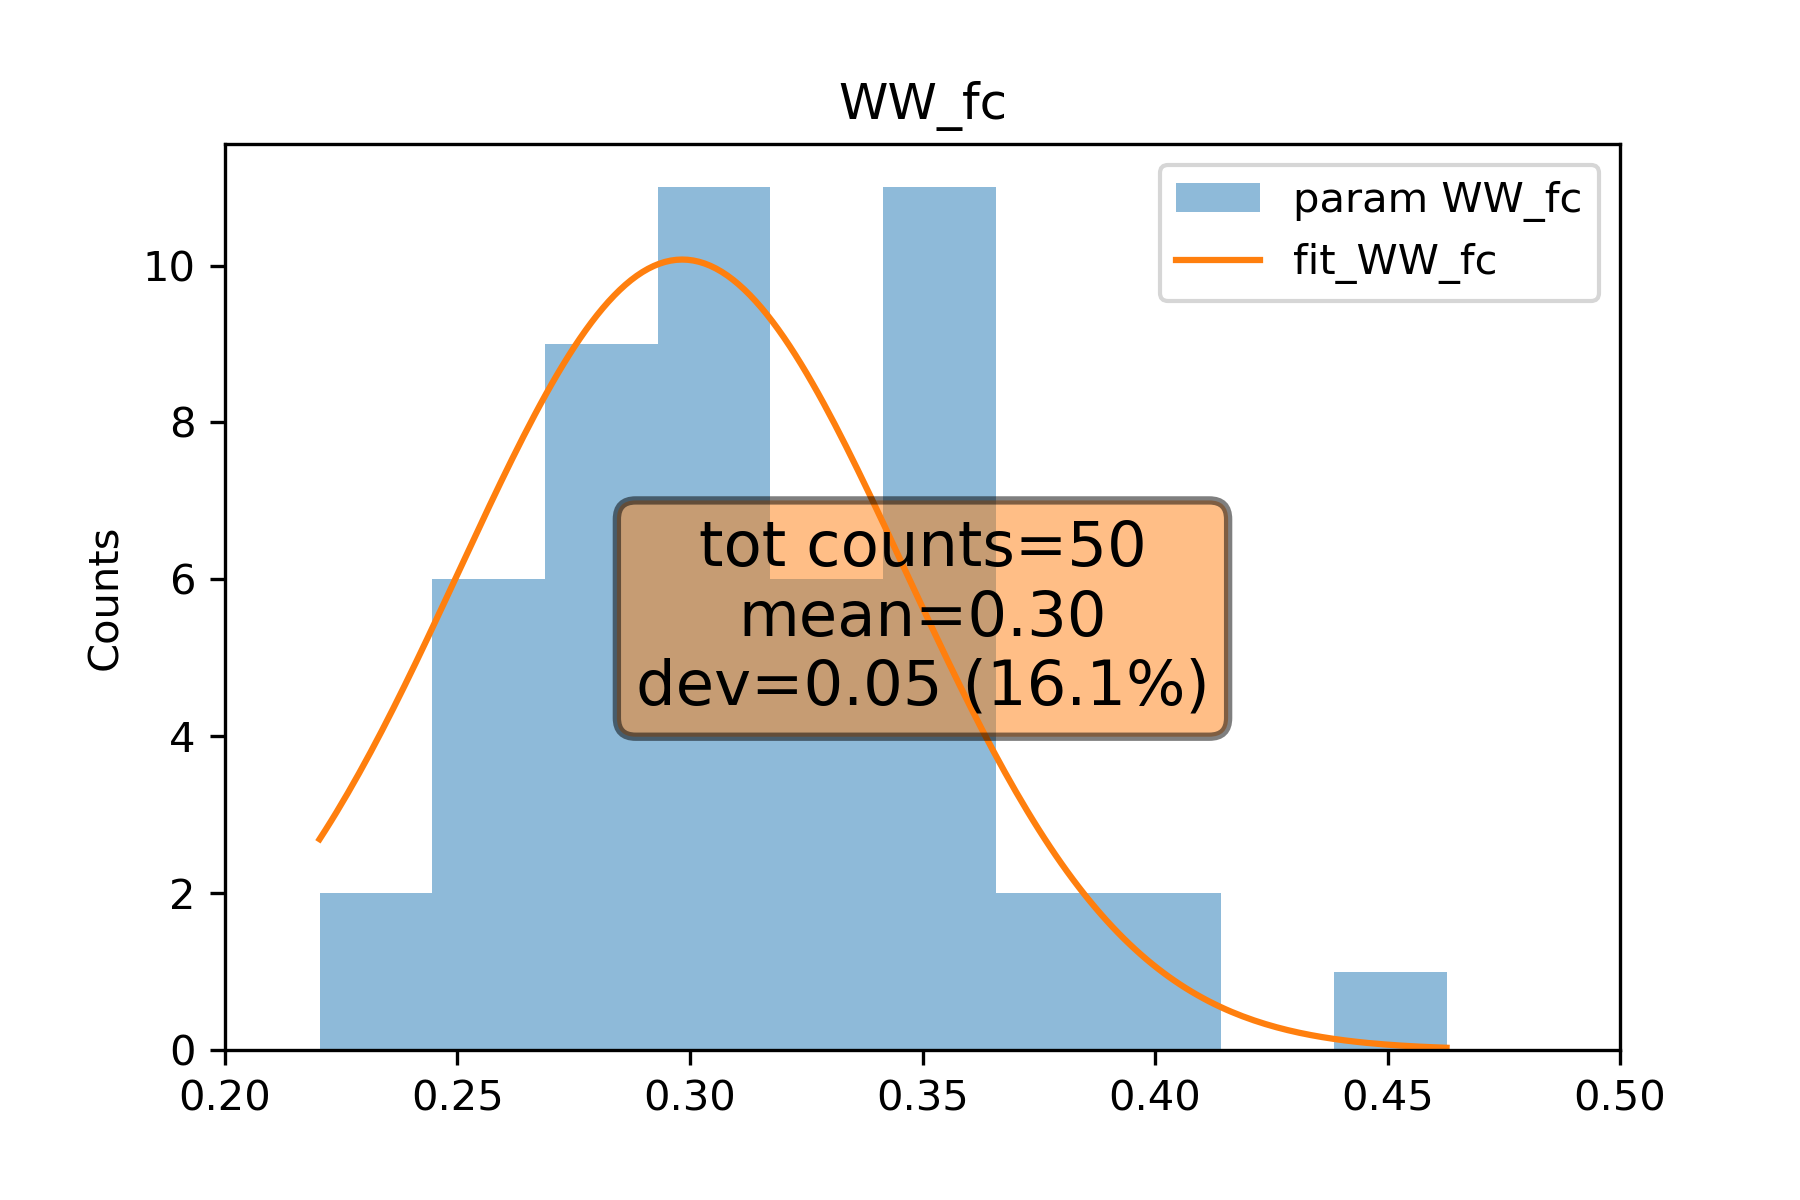 WW_fc
param WW_fc
fit_WW_fc
10
8
6
4
2
0
Counts
tot counts=50
mean=0.30
dev=0.05 (16.1%)
0.20 0.25 0.30 0.35 0.40 0.45 0.50